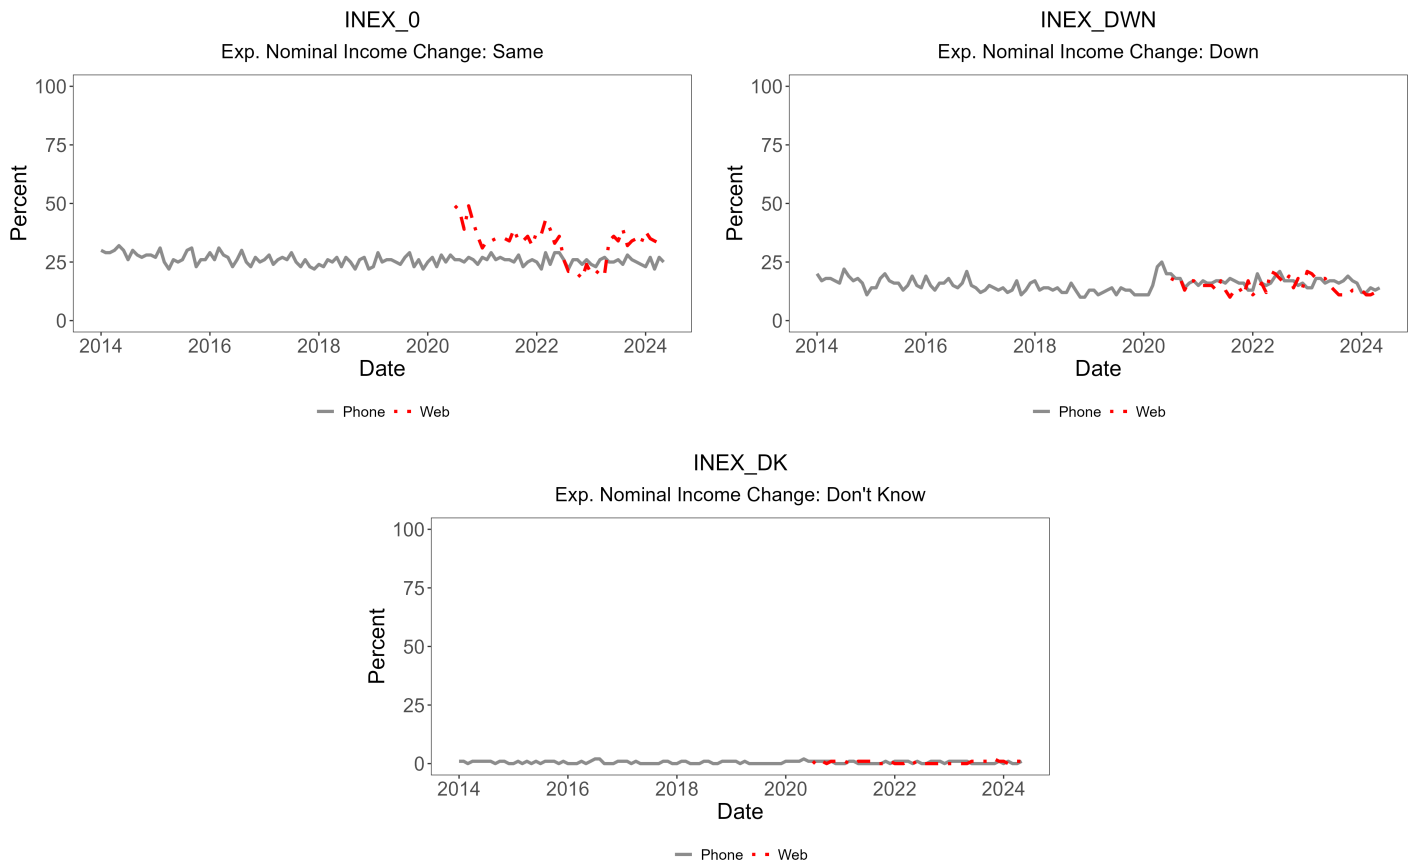 INEX_0
Exp. Nominal Income Change: Same
100
75
50
25
0
Percent
2014 2016 2018 2020 2022 2024
Date
Phone Web
INEX_DWN
Exp. Nominal Income Change: Down
100
75
50
25
0
Percent
2014 2016 2018 2020 2022 2024
Date
Phone Web
INEX_DK
Exp. Nominal Income Change: Don't Know
100
75
50
25
0
Percent
2014 2016 2018 2020 2022 2024
Date
Phone Web